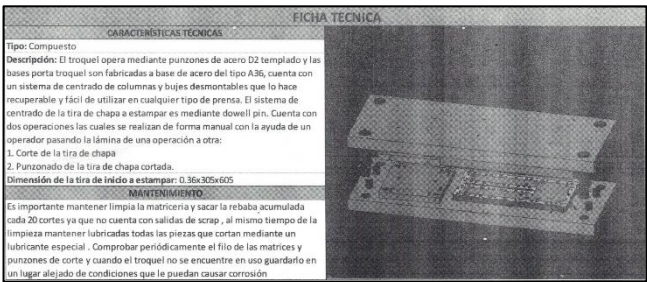 FICHA TECNICA
CARACTERÍSTICAS TÉCNICAS
Tipo: Compuesto
Descripción: El troquel opera mediante punzones de acero D2 templado y las
bases porta troquel son fabricadas a base de acero del tipo A36, cuenta con
un sistema de centrado de columnas y bujes desmontables que lo hace
recuperable y fácil de utilizar en cualquier tipo de prensa. El sistema de
centrado de la tira de chapa a estampar es mediante dowell pin. Cuenta con
dos operaciones las cuales se realizan de forma manual con la ayuda de un
operador pasando la lámina de una operación a otra:
1. Corte de la tira de chapa
2. Punzonado de la tira de chapa cortada.
Dimensión de la tira de inicio a estampar: 0.36x305x605
MANTENIMIENTO
Es importante mantener limpia la matriceria y sacar la rebaba acumulada
cada 20 cortes ya que no cuenta con salidas de scrap , al mismo tiempo de la
limpieza mantener lubricadas todas las piezas que cortan mediante un
lubricante especial . Comprobar periódicamente el filo de las matrices y
punzones de corte y cuando el troquel no se encuentre en uso guardarlo en
un lugar alejado de condiciones que le puedan causar corrosión